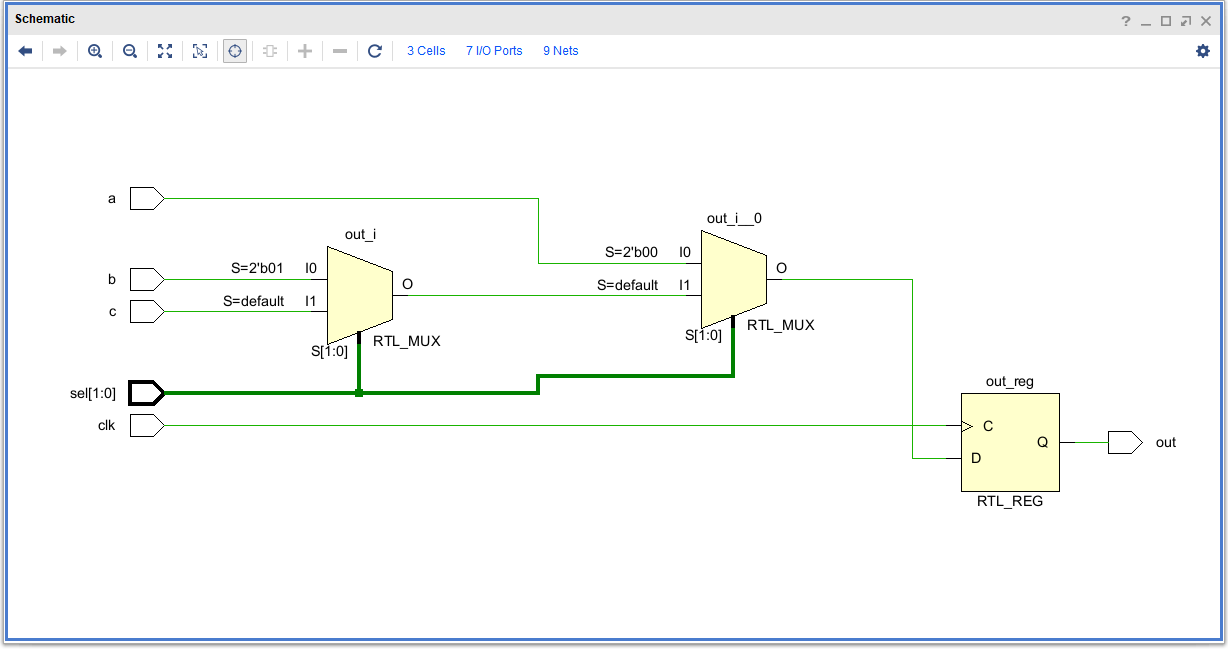 Schematic
?
3 Cells 7 I/O Ports 9 Nets
a
out_i__0
out_i
S=2'b00 I0
S=2'b01 I0
O
b
O
S=default I1
S=default I1
c
RTL_MUX
S[1:0]
RTL_MUX
S[1:0]
out_reg
sel[1:0]
clk
C
Q
out
D
RTL_REG